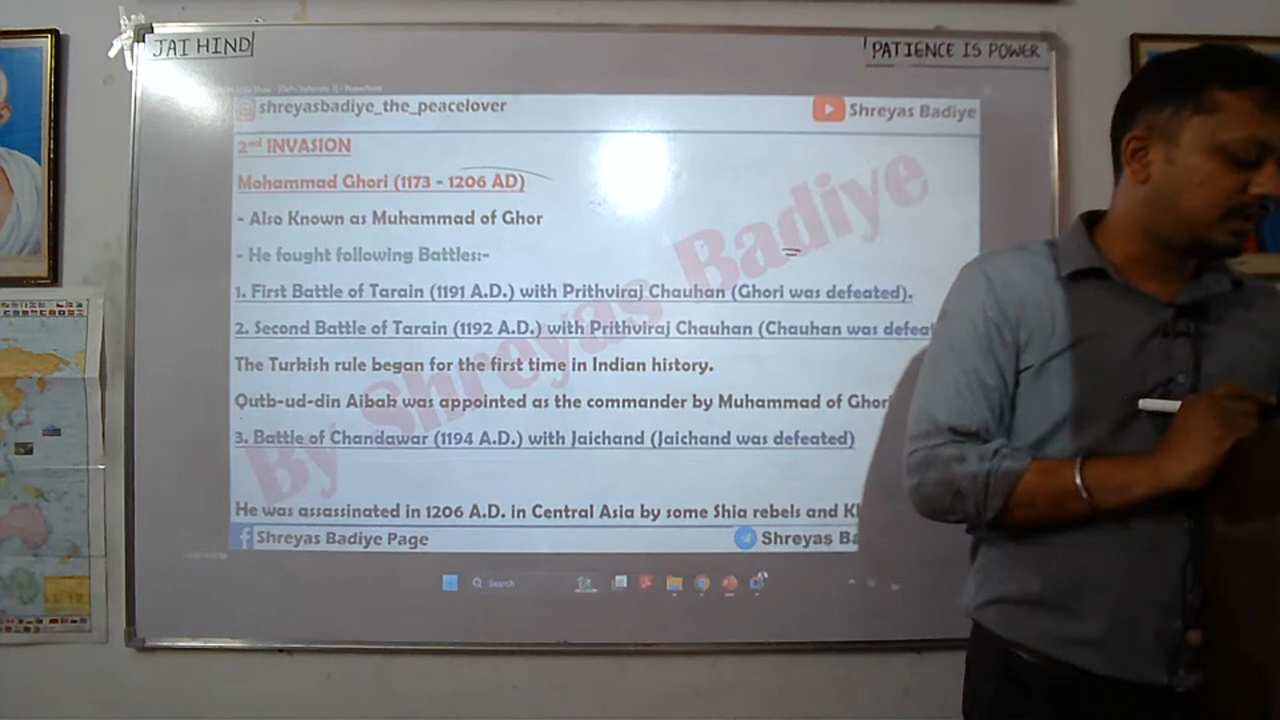 JAI HIND
PATIENCE IS POWER
shreyasbadiye_the_peacelover
Shreyas Badiye
2nd INVASION
Mohammad Ghori (1173 - 1206 AD)
- Also Known as Muhammad of Ghor
- He fought following Battles:-
1. First Battle of Tarain (1191 A.D.) with Prithviraj Chauhan (Ghori was defeated).
2. Second Battle of Tarain (1192 A.D.) with Prithviraj Chauhan (Chauhan was defeat
The Turkish rule began for the first time in Indian history.
Qutb-ud-din Aibak was appointed as the commander by Muhammad of Ghori
3. Battle of Chandawar (1194 A.D.) with Jaichand (Jaichand was defeated)
He was assassinated in 1206 A.D. in Central Asia by some Shia rebels and
Shreyas Badiye Page
Shreyas Ba
By Shreyas Badiye
Search